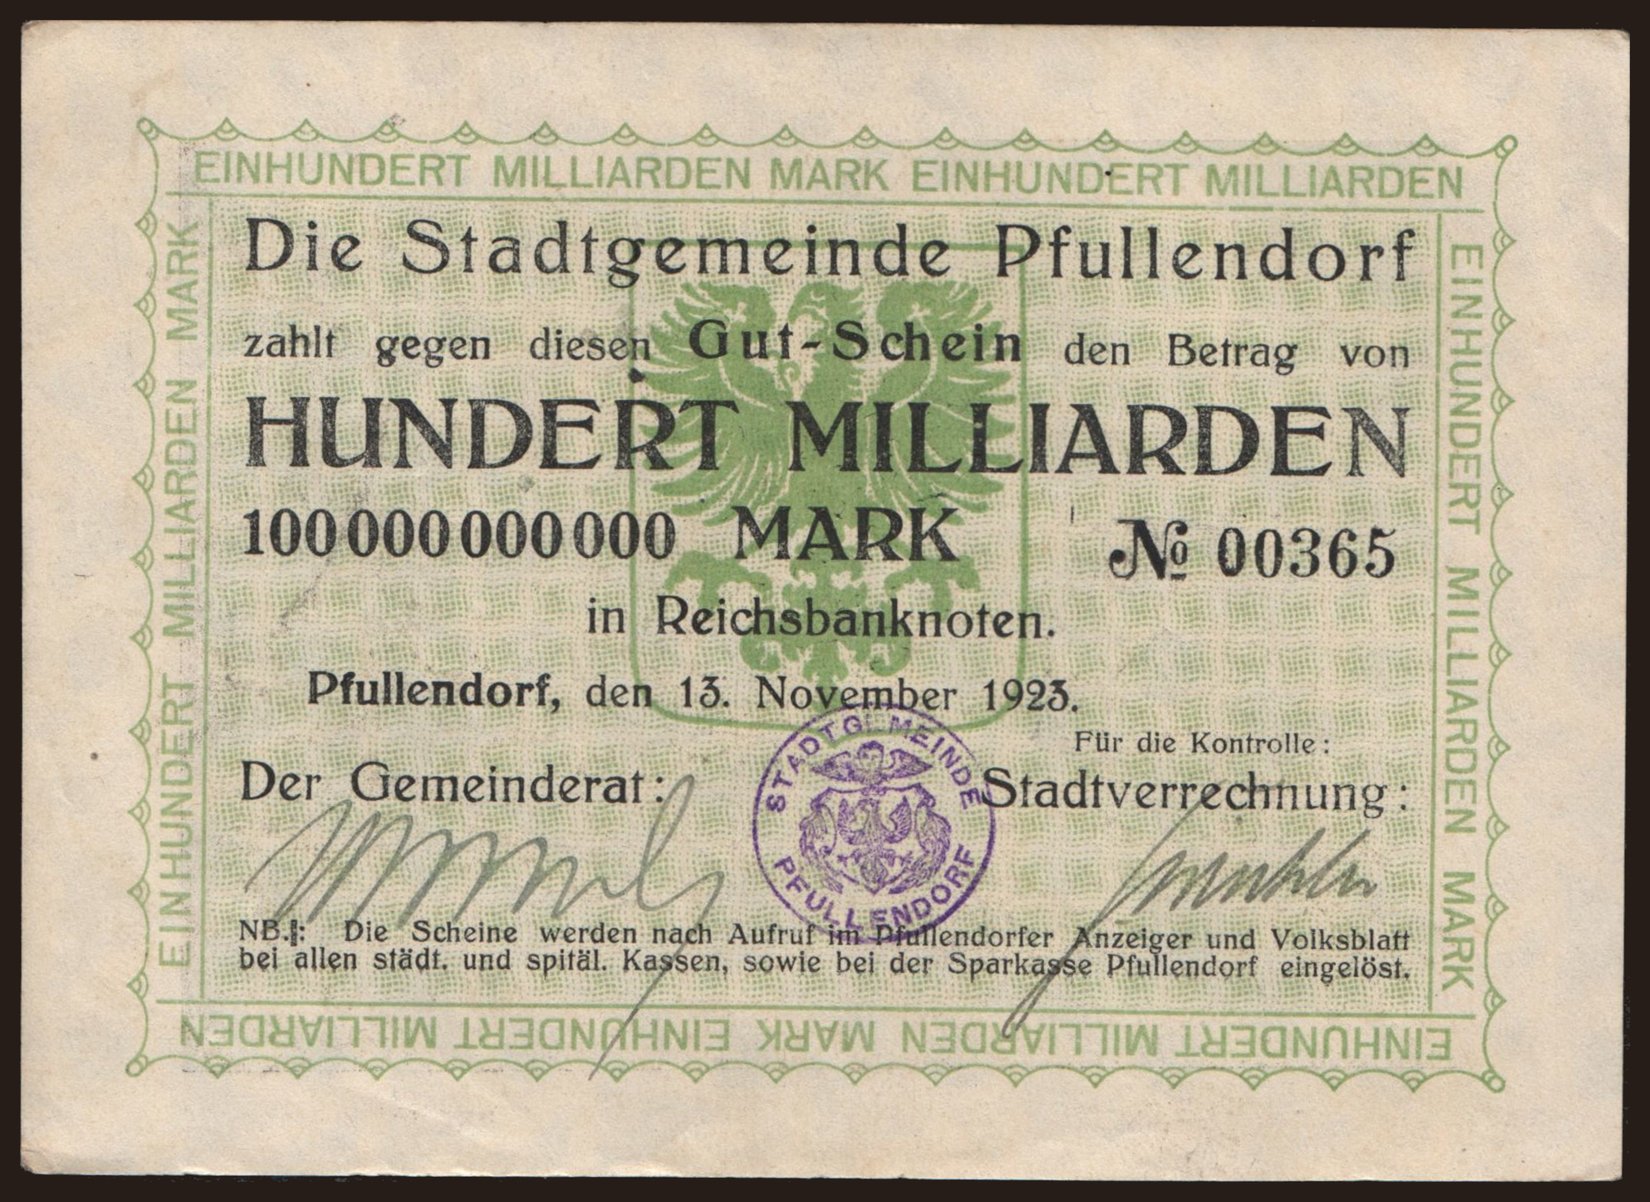 EINHUNDERT MILLIARDEN MARK EINHUNDERT MILLIARDEN
EINHUNDERT MILLIARDEN MARK
Die Stadtgemeinde Pfullendorf
zahlt gegen diesen Gut-Schein den Betrag von
HUNDERT MILLIARDEN
100 000 000 000 MARK № 00365
in Reichsbanknoten.
Pfullendorf, den 13. November 1923.
Für die Kontrolle:
Der Gemeinderat: Stadtverrechnung:
STADTGEMEINDE
PFULLENDORF
NB.: Die Scheine werden nach Aufruf im Pfullendorfer Anzeiger und Volksblatt
bei allen städt. und spitäl. Kassen, sowie bei der Sparkasse Pfullendorf eingelöst.
EINHUNDERT MILLIARDEN MARK
EINHUNDERT MILLIARDEN MARK EINHUNDERT MILLIARDEN